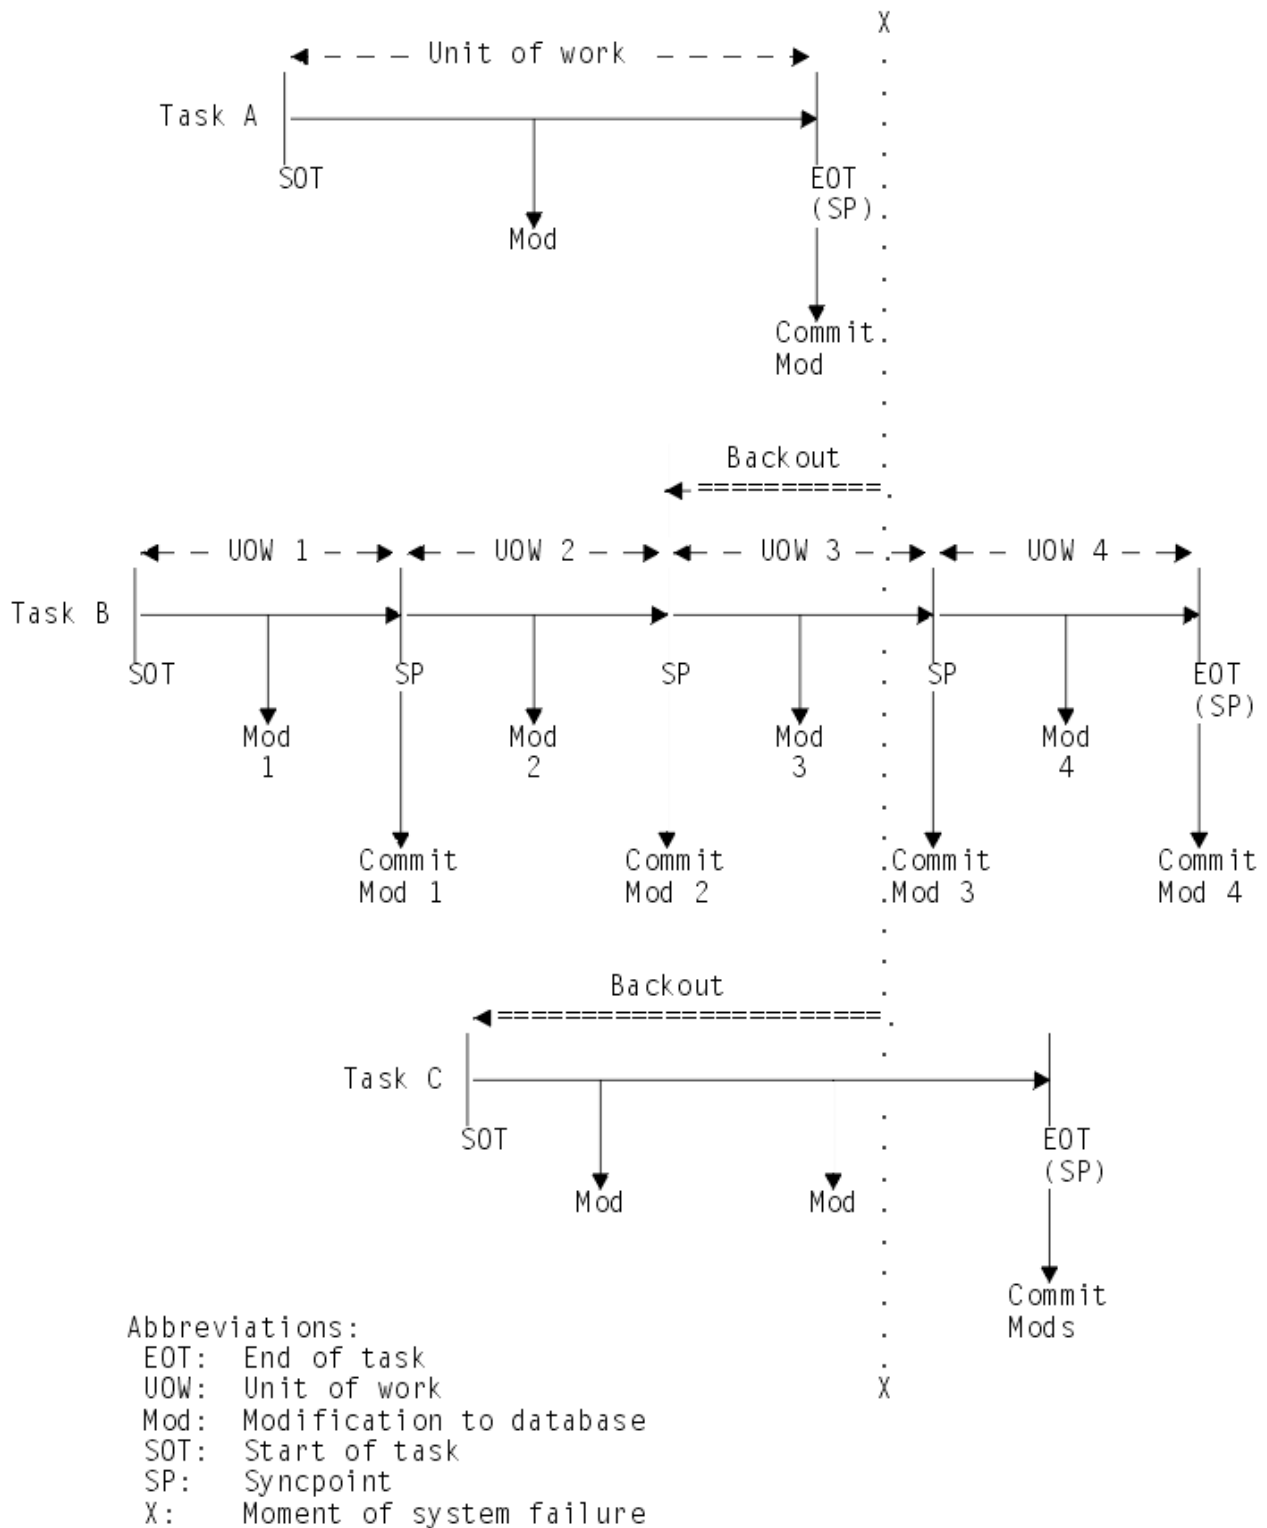 X
Unit of work
Task A
SOT
EOT
(SP)
Mod
Commit
Mod
Backout
===========
UOW 1 UOW 2 UOW 3 UOW 4
Task B
SOT SP SP SP EOT
(SP)
Mod Mod Mod Mod
1 2 3 4
Commit Commit Commit Commit
Mod 1 Mod 2 Mod 3 Mod 4
Backout
=======================
Task C
SOT EOT
(SP)
Mod Mod
Commit
Mods
Abbreviations:
EOT: End of task
UOW: Unit of work
Mod: Modification to database
SOT: Start of task
SP: Syncpoint
X: Moment of system failure
X